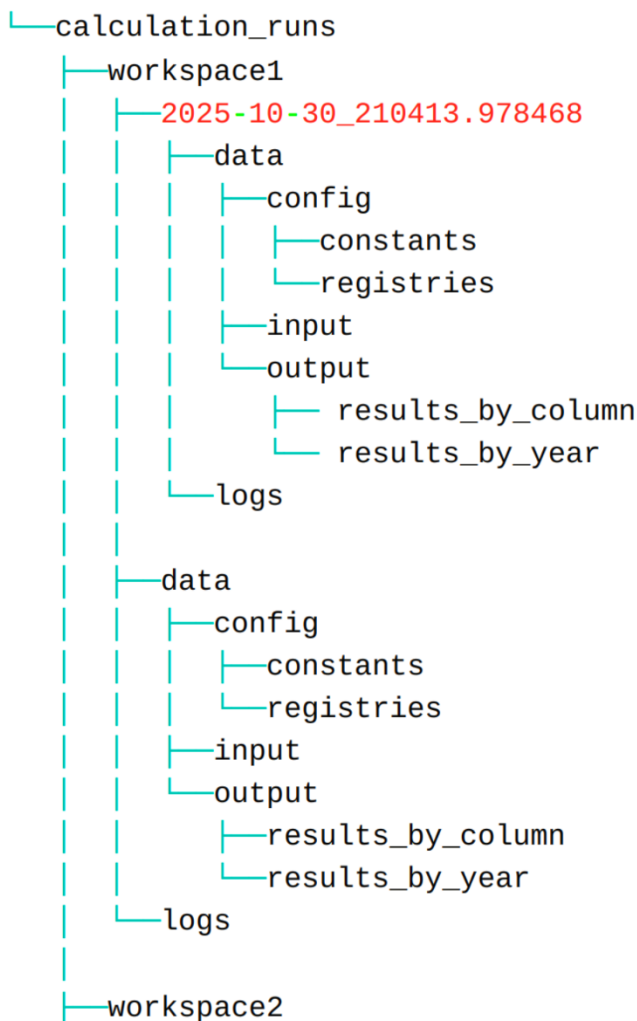 └──calculation_runs
    ├──workspace1
    │   ├──2025-10-30_210413.978468
    │   │   ├──data
    │   │   │   ├──config
    │   │   │   │   ├──constants
    │   │   │   │   └──registries
    │   │   │   ├──input
    │   │   │   └──output
    │   │   │       ├── results_by_column
    │   │   │       └── results_by_year
    │   │   └──logs
    │   │
    │   ├──data
    │   │   ├──config
    │   │   │   ├──constants
    │   │   │   └──registries
    │   │   ├──input
    │   │   └──output
    │   │       ├──results_by_column
    │   │       └──results_by_year
    │   └──logs
    │
    ├──workspace2